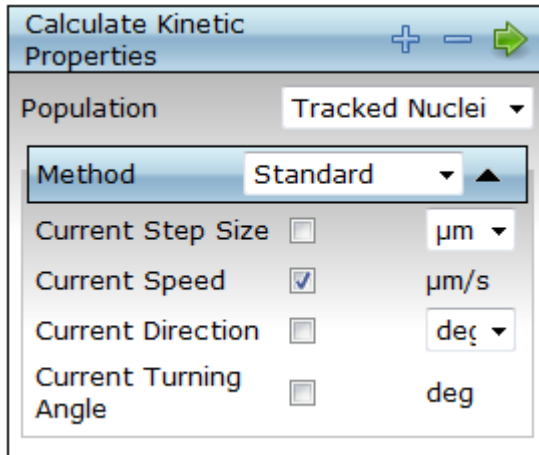 Calculate Kinetic
Properties
Population Tracked Nuclei
Method Standard
Current Step Size µm
Current Speed µm/s
Current Direction deg
Current Turning
Angle deg